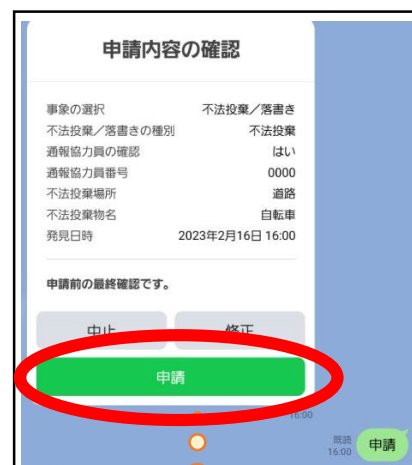 申請内容の確認
事象の選択 不法投棄/落書き
不法投棄/落書きの種別 不法投棄
通報協力員の確認 はい
通報協力員番号 0000
不法投棄場所 道路
不法投棄物名 自転車
発見日時 2023年2月16日 16:00
申請前の最終確認です。
中止 修正
申請
16:00
既読
16:00 申請